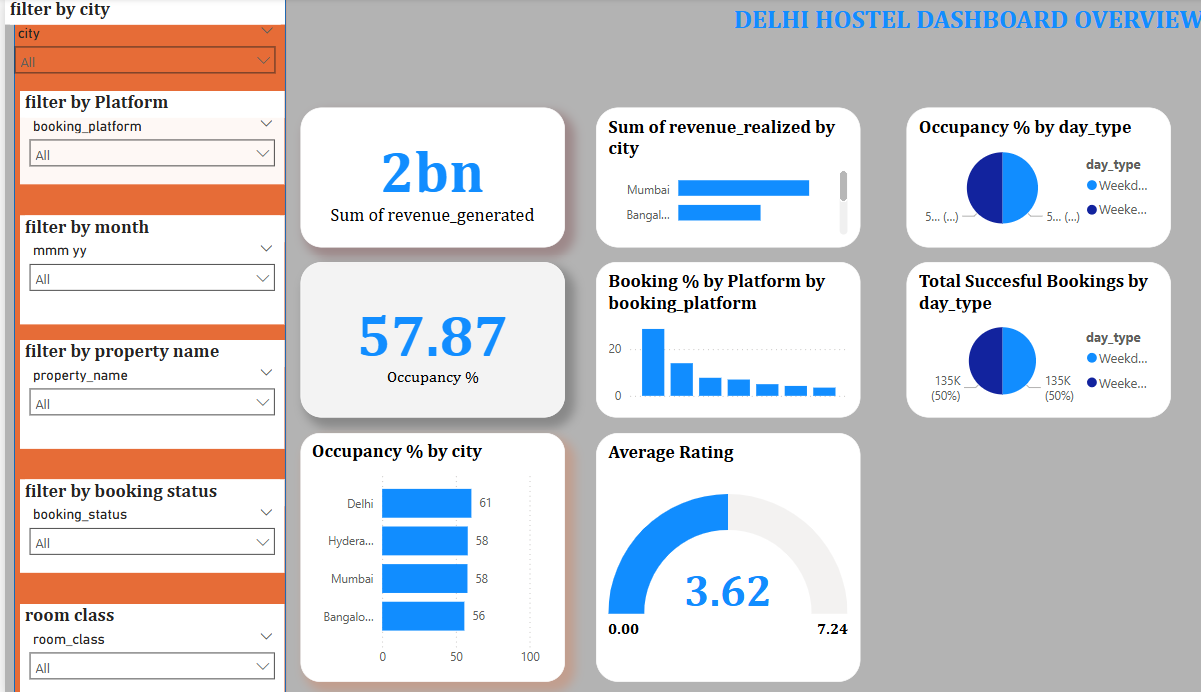 filter by city
city
All
filter by Platform
booking_platform
All
filter by month
mmm yy
All
filter by property name
property_name
All
filter by booking status
booking_status
All
room class
room_class
All
DELHI HOSTEL DASHBOARD OVERVIEW
2bn
Sum of revenue_generated
Sum of revenue_realized by
city
Mumbai
Bangal...
Occupancy % by day_type
5... (...)
5... (...)
day_type
Weekd...
Weeke...
57.87
Occupancy %
Booking % by Platform by
booking_platform
20
0
Total Succesful Bookings by
day_type
135K
(50%)
135K
(50%)
day_type
Weekd...
Weeke...
Occupancy % by city
Delhi 61
Hydera... 58
Mumbai 58
Bangalo... 56
0 50 100
Average Rating
3.62
0.00 7.24